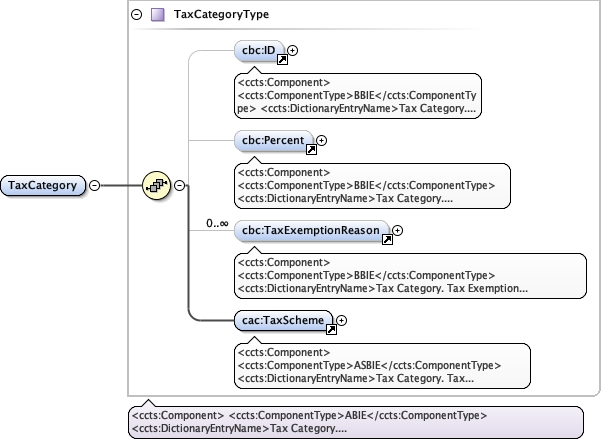 TaxCategoryType
cbc:ID
<ccts:Component>
<ccts:ComponentType>BBIE</ccts:ComponentTy
pe> <ccts:DictionaryEntryName>Tax Category....
cbc:Percent
<ccts:Component>
<ccts:ComponentType>BBIE</ccts:ComponentType>
<ccts:DictionaryEntryName>Tax Category....
TaxCategory
0..∞
cbc:TaxExemptionReason
<ccts:Component>
<ccts:ComponentType>BBIE</ccts:ComponentType>
<ccts:DictionaryEntryName>Tax Category. Tax Exemption...
cac:TaxScheme
<ccts:Component>
<ccts:ComponentType>ASBIE</ccts:ComponentType>
<ccts:DictionaryEntryName>Tax Category. Tax...
<ccts:Component> <ccts:ComponentType>ABIE</ccts:ComponentType>
<ccts:DictionaryEntryName>Tax Category....